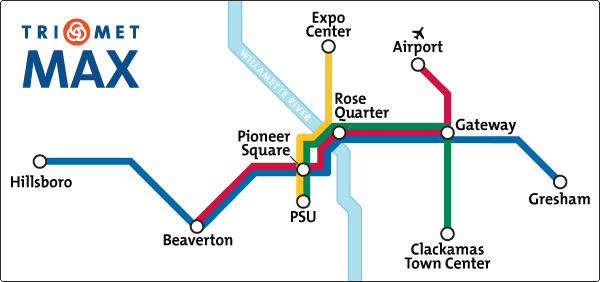 TRI MET
MAX
WILLAMETTE RIVER
Expo
Center
Airport
Rose
Quarter
Gateway
Pioneer
Square
Hillsboro
Beaverton
PSU
Gresham
Clackamas
Town Center